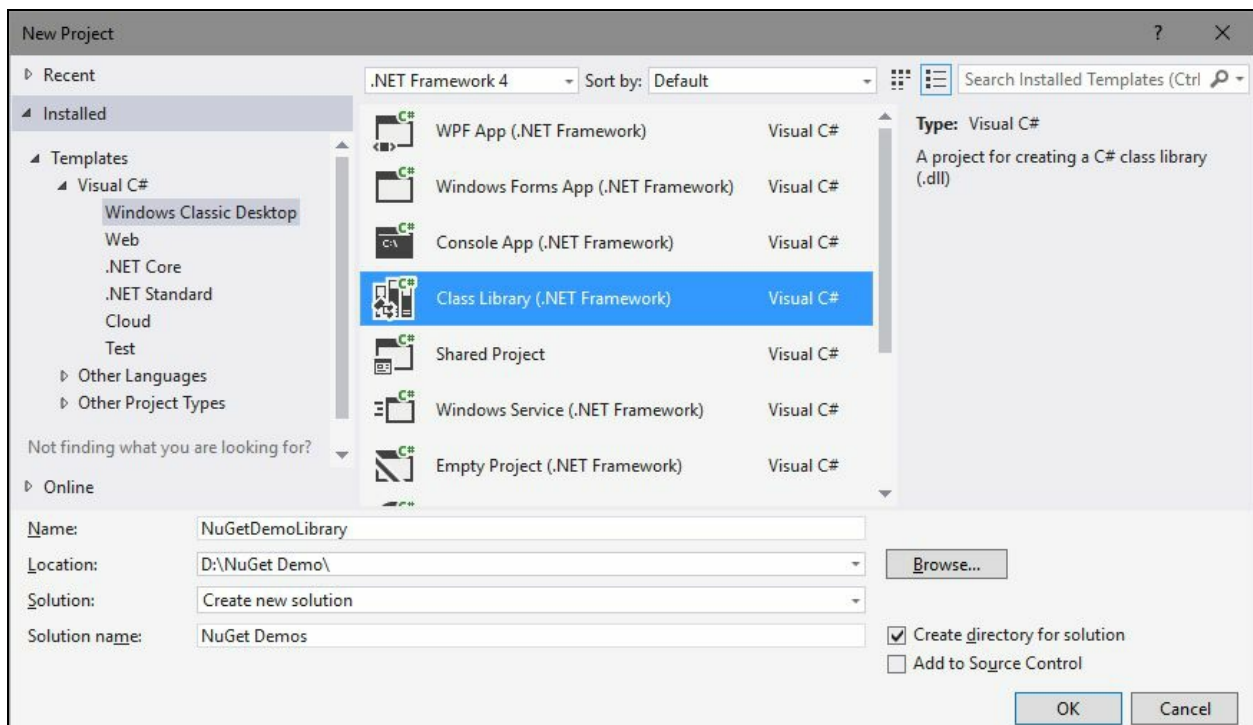 New Project
?
Recent
Installed
Templates
Visual C#
Windows Classic Desktop
Web
.NET Core
.NET Standard
Cloud
Test
Other Languages
Other Project Types
Not finding what you are looking for?
Online
.NET Framework 4
Sort by: Default
Search Installed Templates (Ctrl
C# WPF App (.NET Framework) Visual C#
C# Windows Forms App (.NET Framework) Visual C#
C# C:\ Console App (.NET Framework) Visual C#
C# Class Library (.NET Framework) Visual C#
C# Shared Project Visual C#
C# Windows Service (.NET Framework) Visual C#
C# Empty Project (.NET Framework) Visual C#
Type: Visual C#
A project for creating a C# class library
(.dll)
Name: NuGetDemoLibrary
Location: D:\NuGet Demo\
Browse...
Solution: Create new solution
Solution name: NuGet Demos
Create directory for solution
Add to Source Control
OK
Cancel